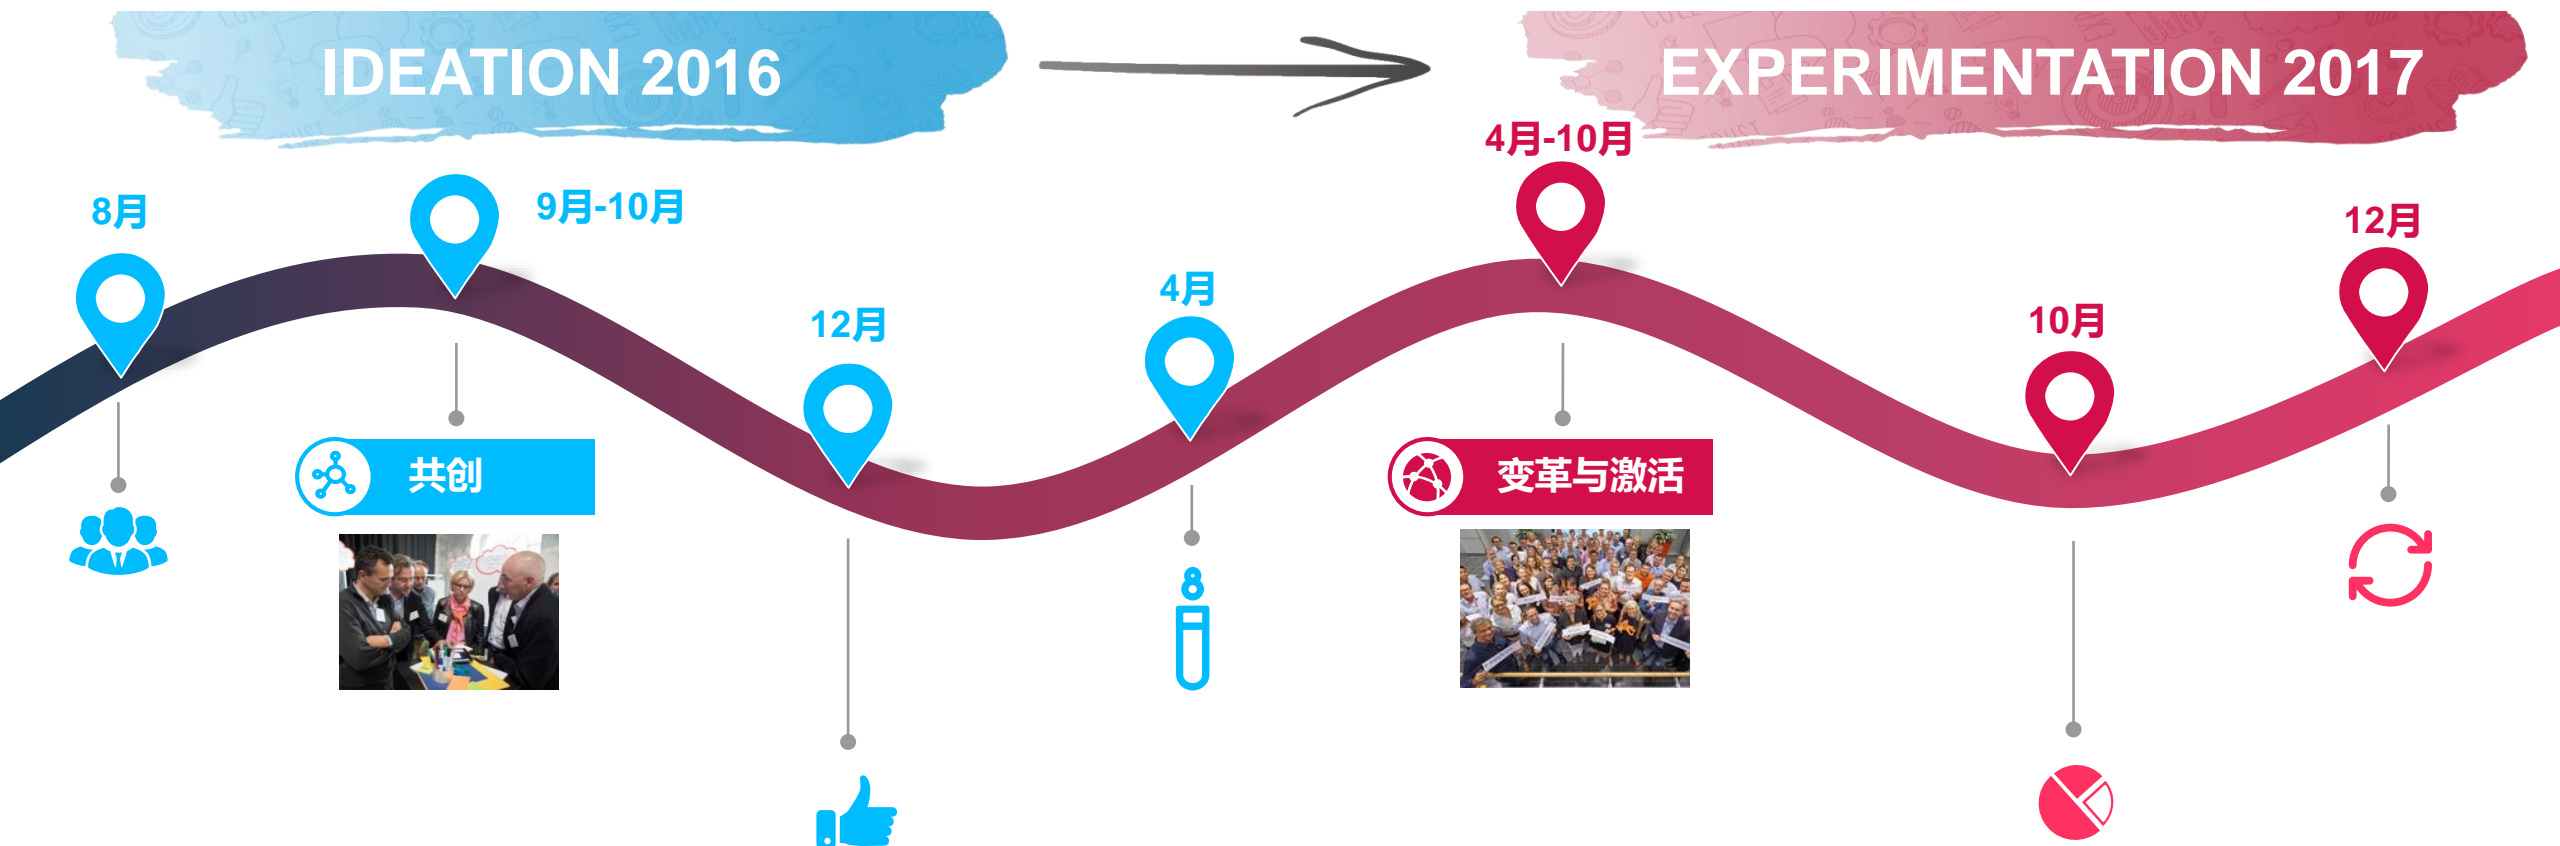 IDEATION 2016
EXPERIMENTATION 2017
8月
9月-10月
12月
4月
4月-10月
10月
12月
共创
变革与激活
8